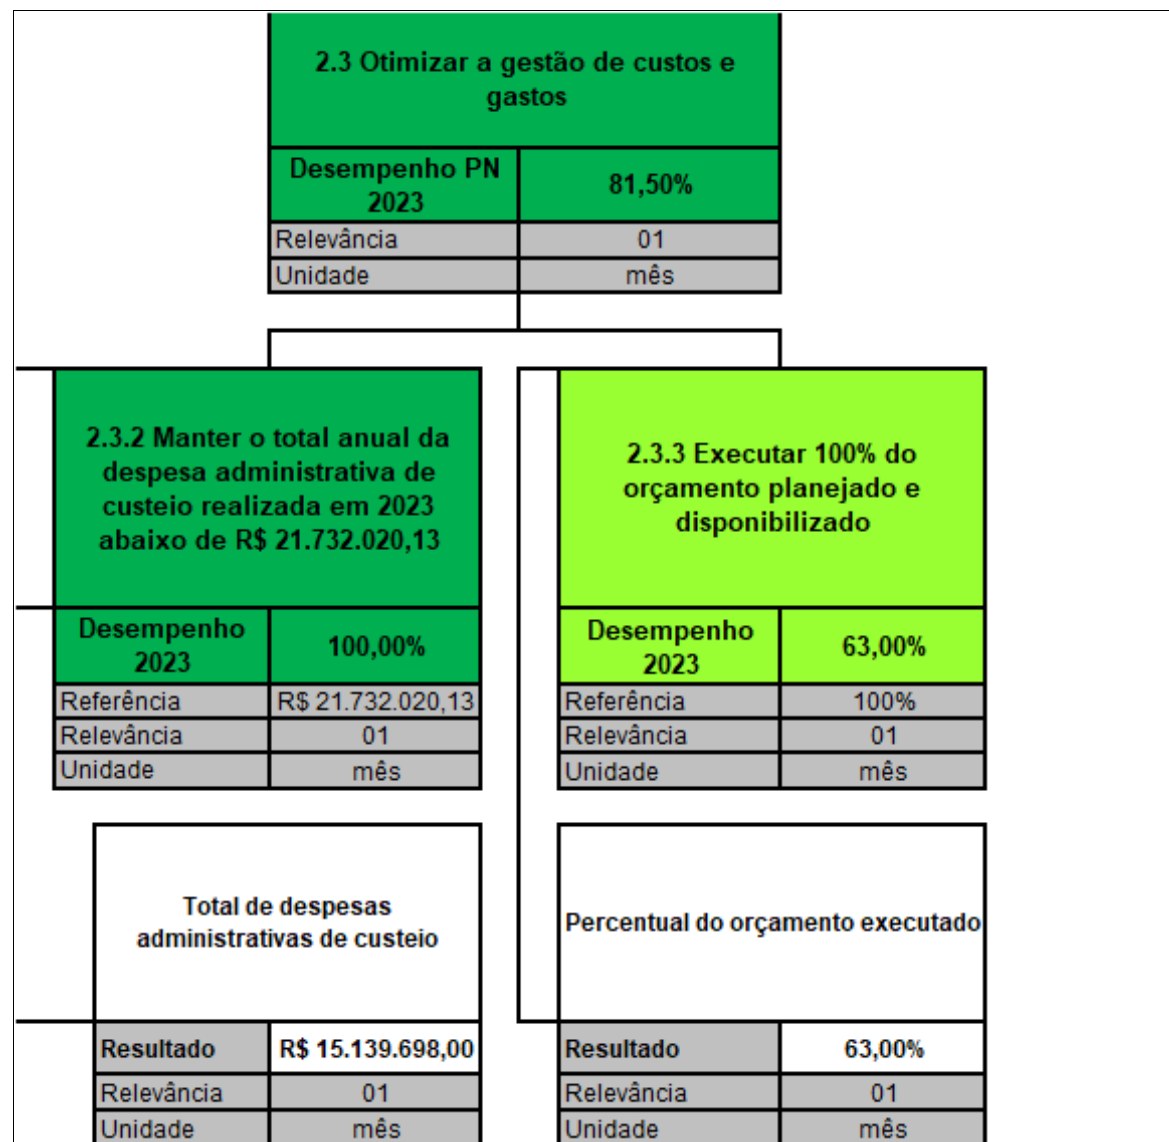 2.3 Otimizar a gestão de custos e
gastos
Desempenho PN
2023
81,50%
Relevância
01
Unidade
mês
2.3.2 Manter o total anual da
despesa administrativa de
custeio realizada em 2023
abaixo de R$ 21.732.020,13
Desempenho
2023
100,00%
Referência
R$ 21.732.020,13
Relevância
01
Unidade
mês
Total de despesas
administrativas de custeio
Resultado
R$ 15.139.698,00
Relevância
01
Unidade
mês
2.3.3 Executar 100% do
orçamento planejado e
disponibilizado
Desempenho
2023
63,00%
Referência
100%
Relevância
01
Unidade
mês
Percentual do orçamento executado
Resultado
63,00%
Relevância
01
Unidade
mês